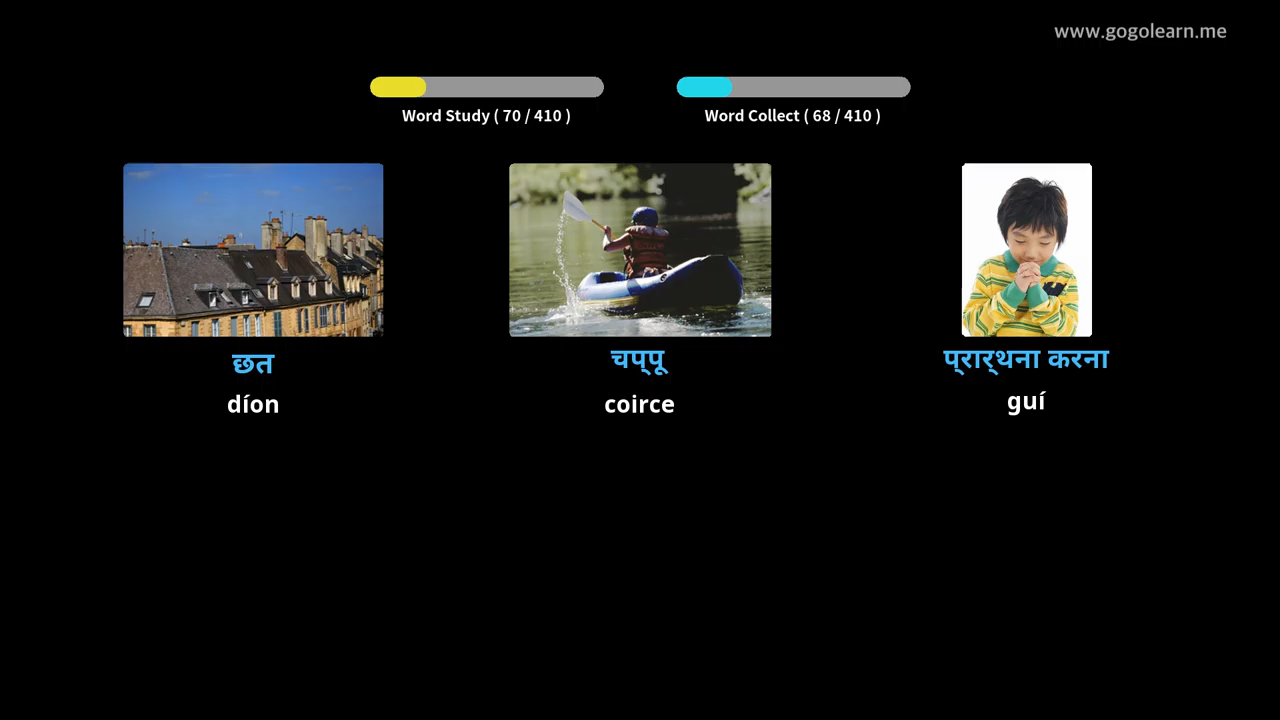 www.gogolearn.me
Word Study ( 70 / 410 )
Word Collect ( 68 / 410 )
छत
चप्पू
प्रार्थना करना
díon
coirce
guí